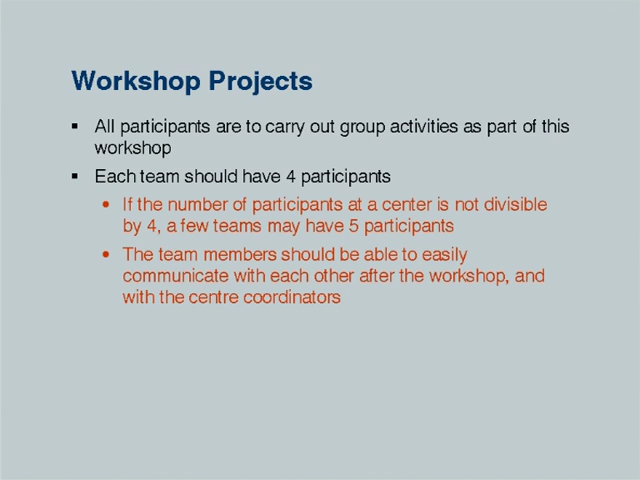 Workshop Projects
▪ All participants are to carry out group activities as part of this
workshop
▪ Each team should have 4 participants
• If the number of participants at a center is not divisible
by 4, a few teams may have 5 participants
• The team members should be able to easily
communicate with each other after the workshop, and
with the centre coordinators